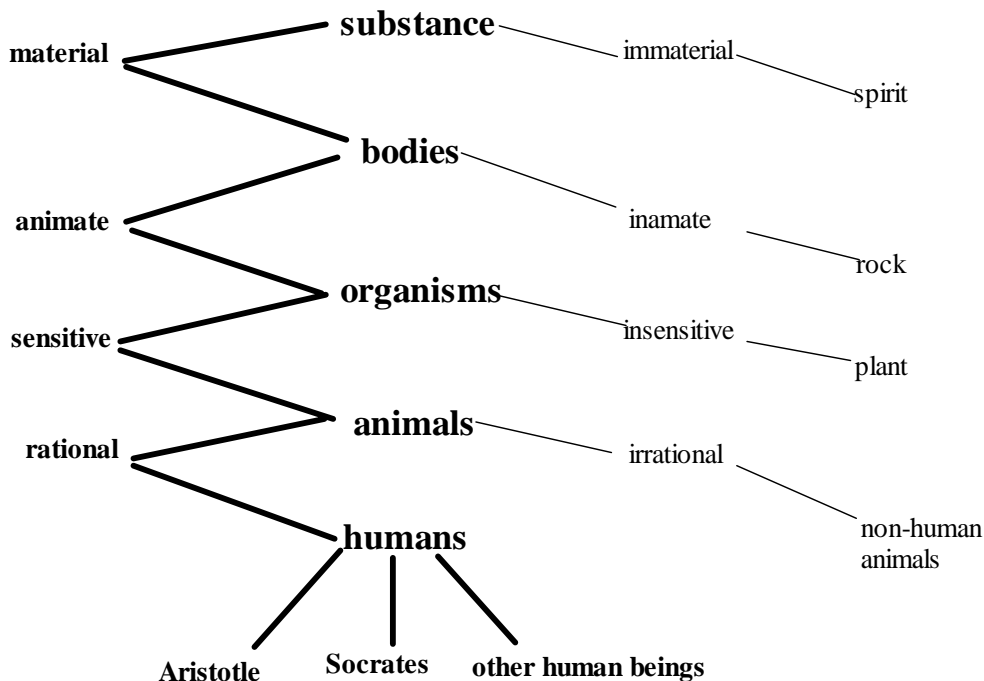 substance
material
immaterial
spirit
bodies
animate
inamate
rock
organisms
sensitive
insensitive
plant
animals
rational
irrational
humans
non-human
animals
Aristotle
Socrates
other human beings